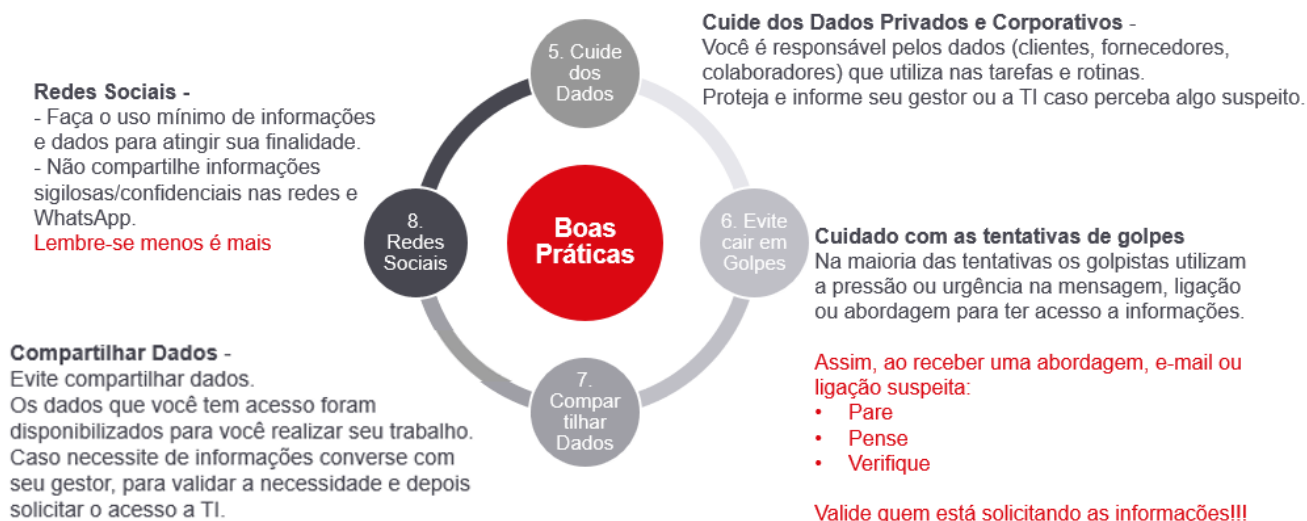 5. Cuide
dos
Dados
Cuide dos Dados Privados e Corporativos -
Você é responsável pelos dados (clientes, fornecedores,
colaboradores) que utiliza nas tarefas e rotinas.
Proteja e informe seu gestor ou a TI caso perceba algo suspeito.
Redes Sociais -
- Faça o uso mínimo de informações
e dados para atingir sua finalidade.
- Não compartilhe informações
sigilosas/confidenciais nas redes e
WhatsApp.
Lembre-se menos é mais
8.
Redes
Sociais
Boas
Práticas
6. Evite
cair em
Golpes
Cuidado com as tentativas de golpes
Na maioria das tentativas os golpistas utilizam
a pressão ou urgência na mensagem, ligação
ou abordagem para ter acesso a informações.
Assim, ao receber uma abordagem, e-mail ou
ligação suspeita:
• Pare
• Pense
• Verifique
Valide quem está solicitando as informações!!!
7.
Compar
tilhar
Dados
Compartilhar Dados -
Evite compartilhar dados.
Os dados que você tem acesso foram
disponibilizados para você realizar seu trabalho.
Caso necessite de informações converse com
seu gestor, para validar a necessidade e depois
solicitar o acesso a TI.